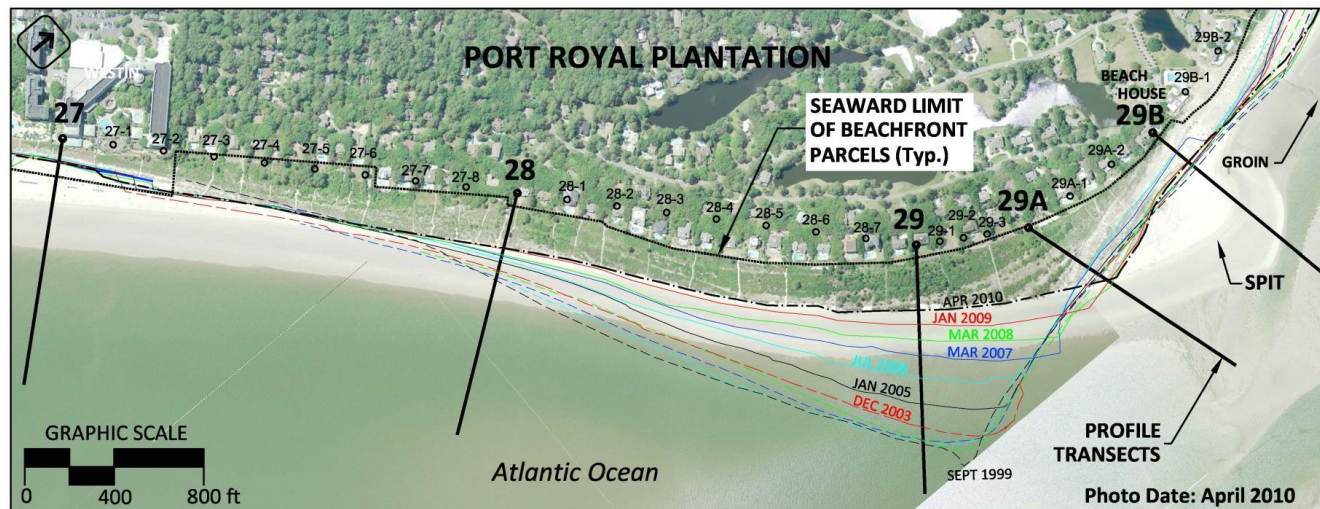 PORT ROYAL PLANTATION
WESTIN
27
27-1
27-2
27-3
27-4
27-5
27-6
27-7
27-8
28
28-1
28-2
28-3
28-4
28-5
28-6
28-7
29
29-1
29-2
29-3
29A
29A-1
29A-2
BEACH
HOUSE
29B
29B-1
29B-2
SEAWARD LIMIT
OF BEACHFRONT
PARCELS (Typ.)
GROIN
SPIT
APR 2010
JAN 2009
MAR 2008
MAR 2007
JUL 2006
JAN 2005
DEC 2003
SEPT 1999
PROFILE
TRANSECTS
GRAPHIC SCALE
0 400 800 ft
Atlantic Ocean
Photo Date: April 2010